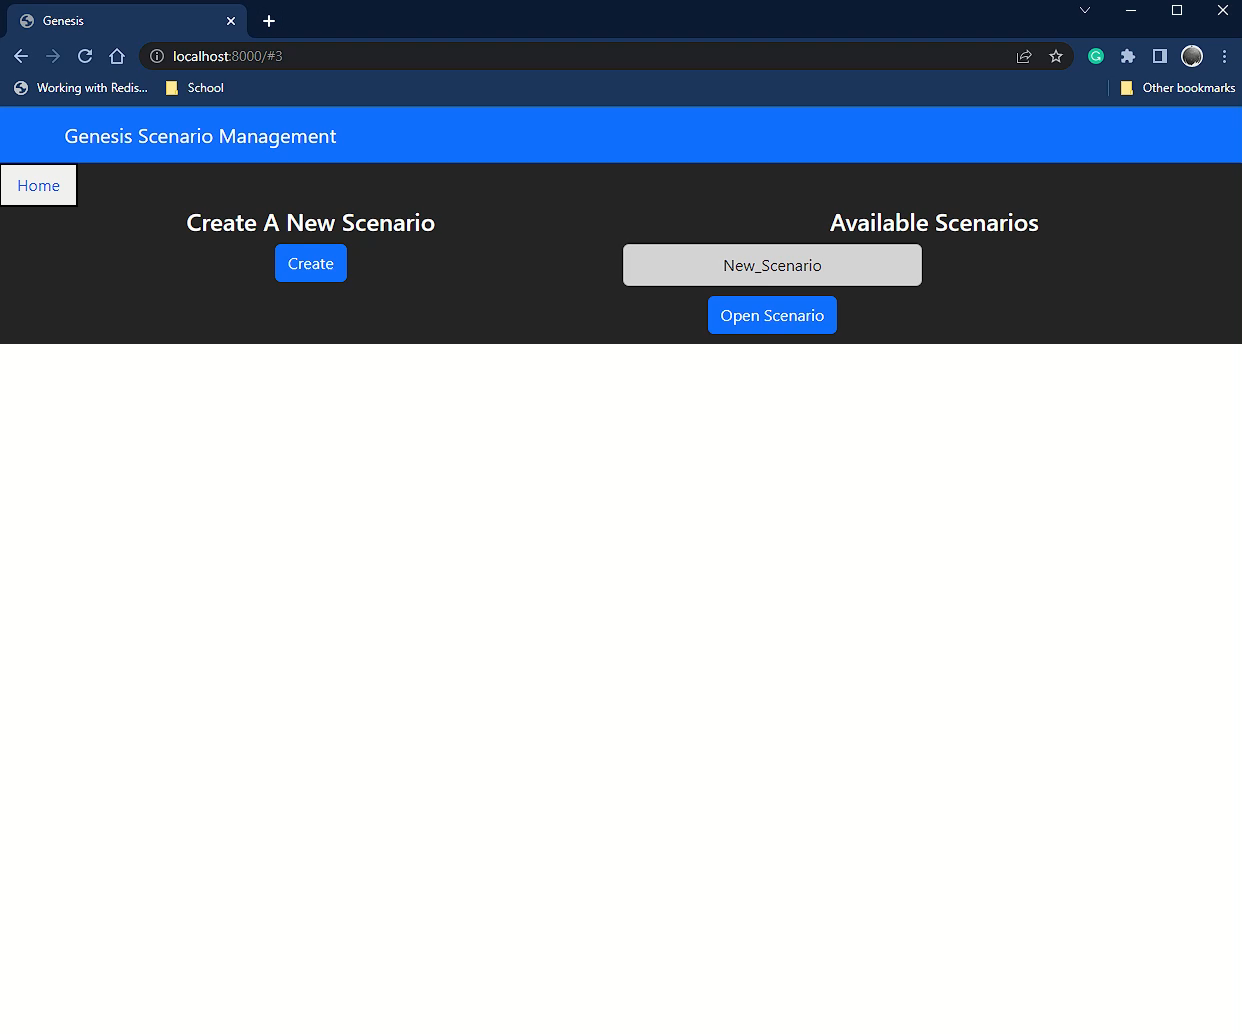 Genesis
localhost:8000/#3
Working with Redis...
School
Other bookmarks
Genesis Scenario Management
Home
Create A New Scenario
Create
Available Scenarios
New_Scenario
Open Scenario